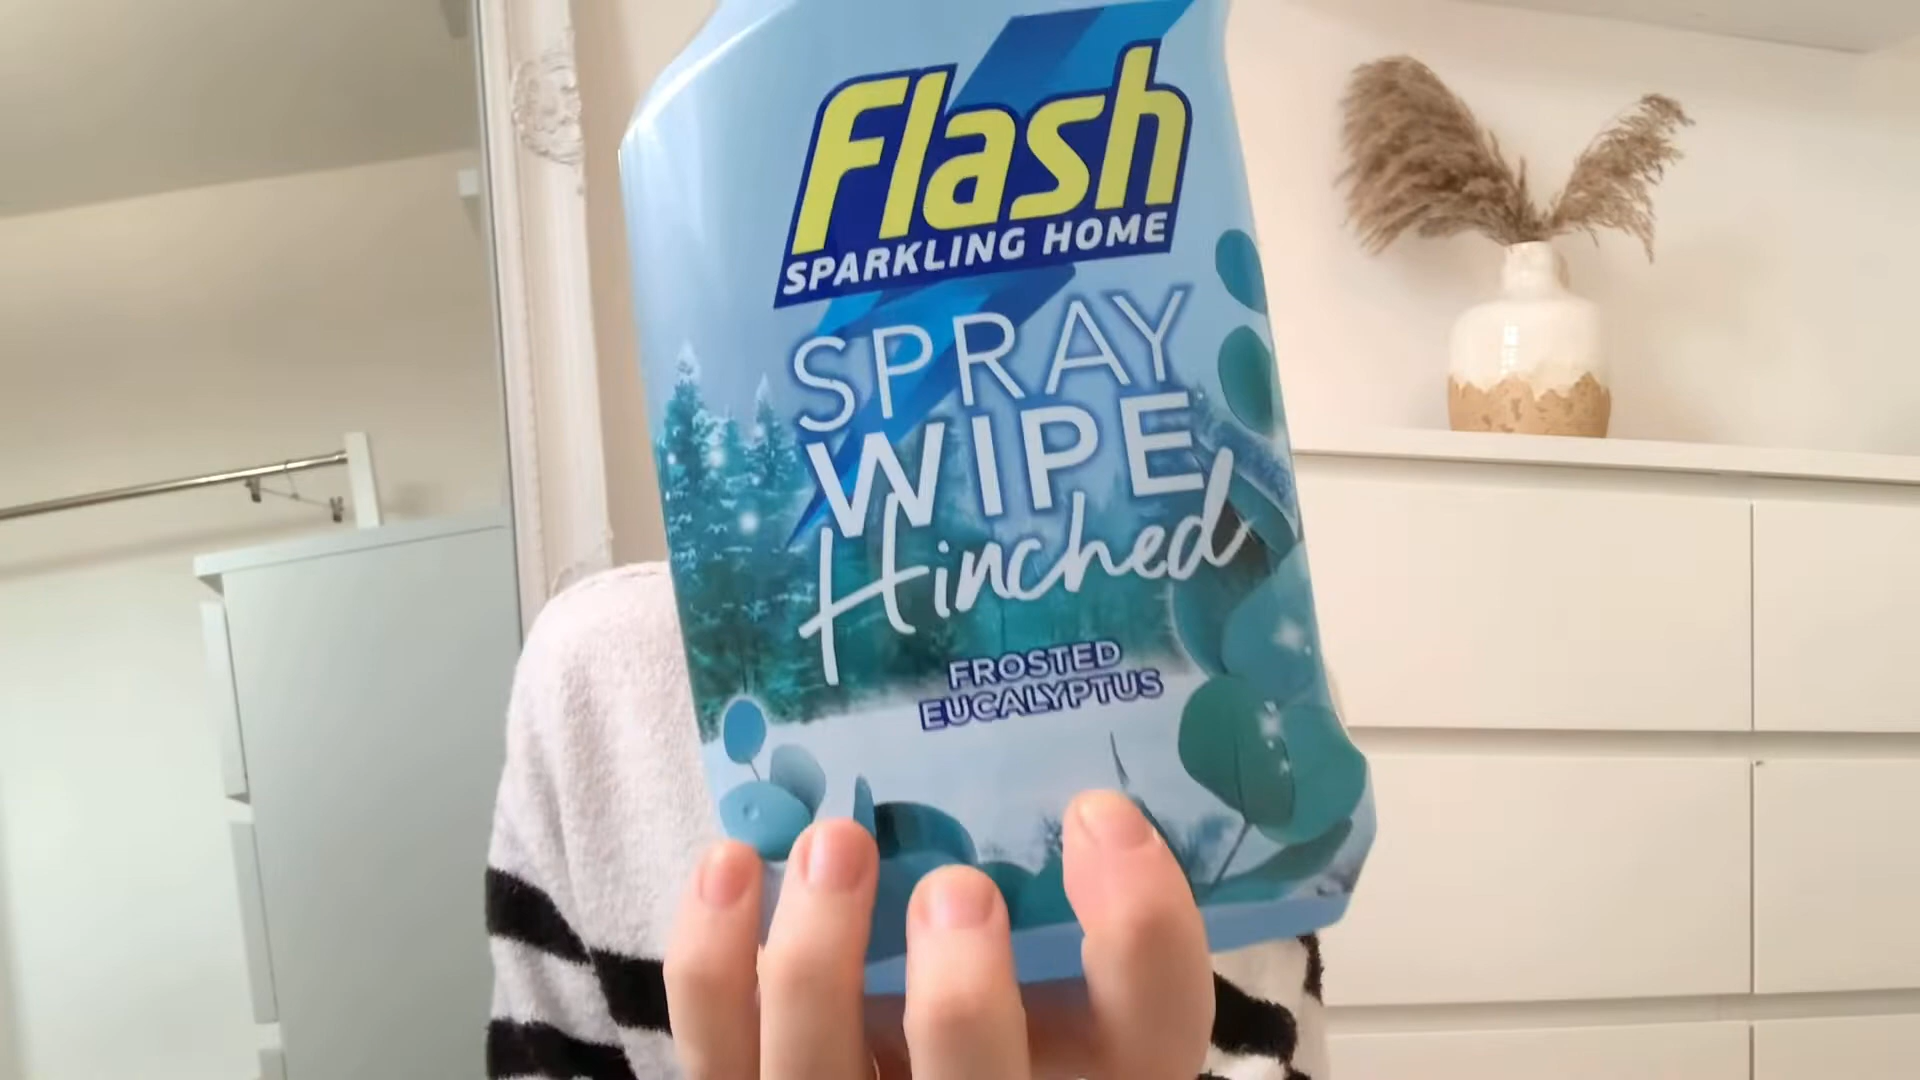 Flash
SPARKLING HOME
SPRAY
WIPE
Hinched
FROSTED
EUCALYPTUS